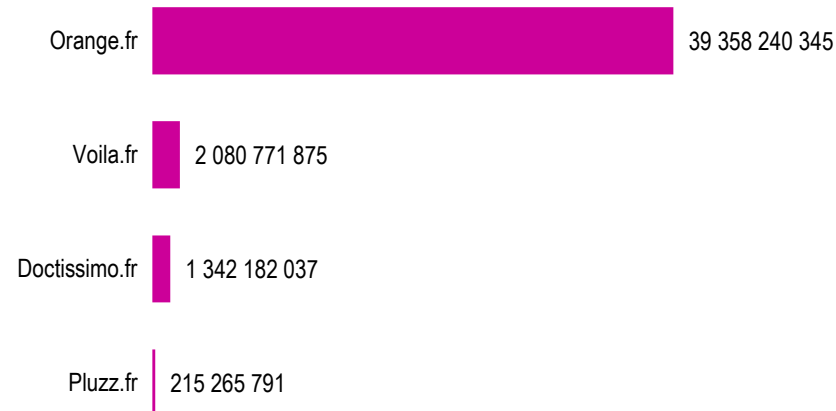 Orange.fr 39 358 240 345
Voila.fr 2 080 771 875
Doctissimo.fr 1 342 182 037
Pluzz.fr 215 265 791